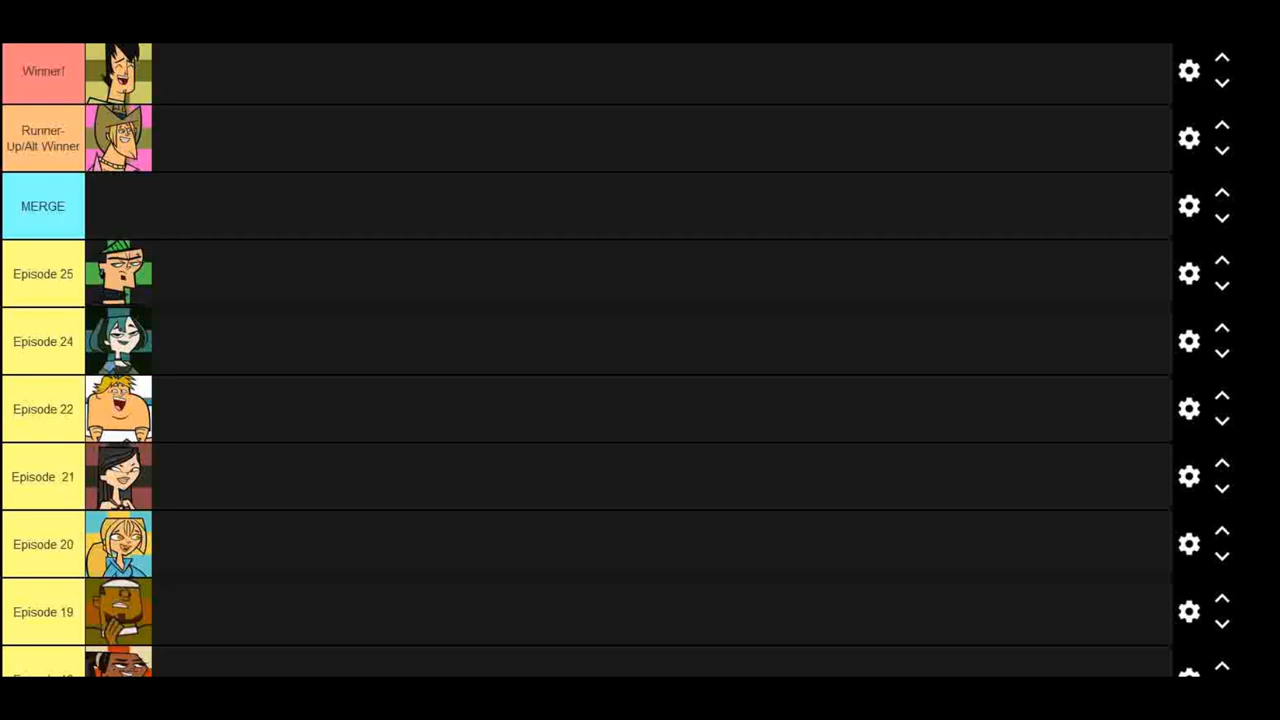 Winner!
Runner-
Up/Alt Winner
MERGE
Episode 25
Episode 24
Episode 22
Episode 21
Episode 20
Episode 19